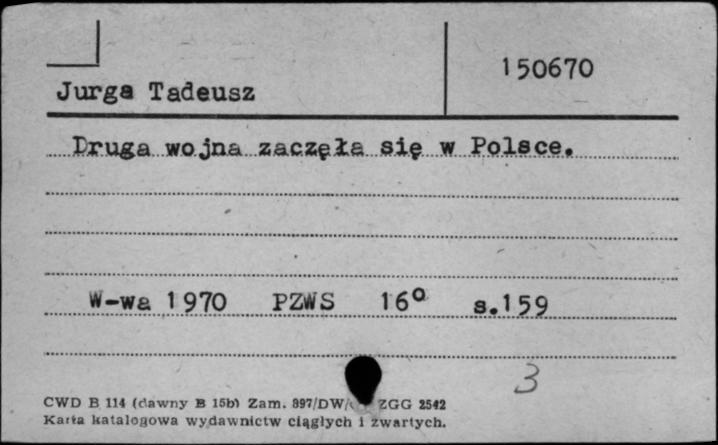 150670
Jurga Tadeusz
Druga wojna zaczęła się w Polsce.
W-wa 1970 PZWS 16° s.159
3
CWD B 114 (dawny B 15b) Zam. 897/DW/ ZGG 2542
Karta katalogowa wydawnictw ciągłych i zwartych.